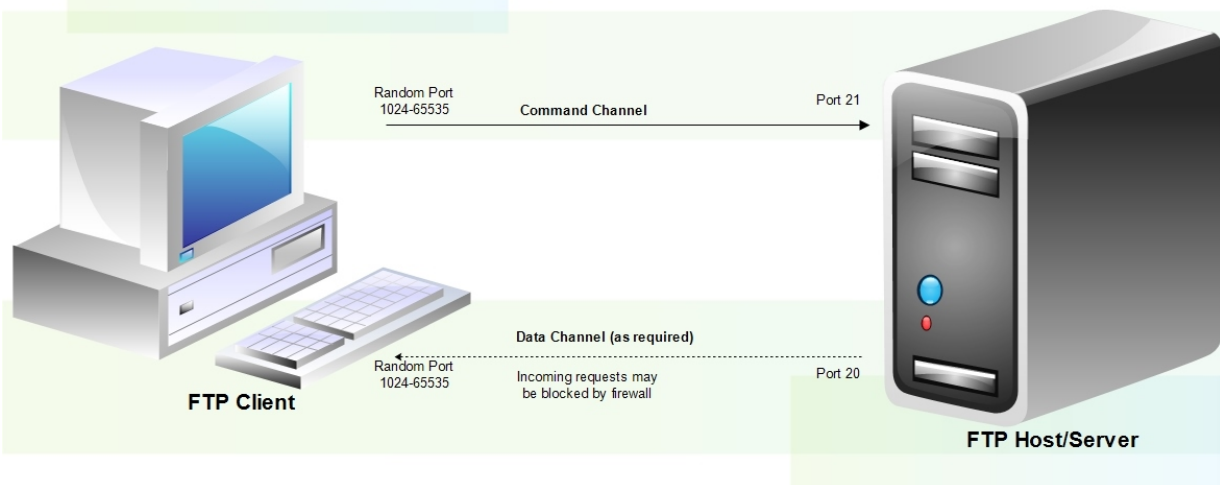 Random Port
1024-65535
Command Channel
Port 21
Data Channel (as required)
Random Port
1024-65535
Incoming requests may
be blocked by firewall
Port 20
FTP Client
FTP Host/Server